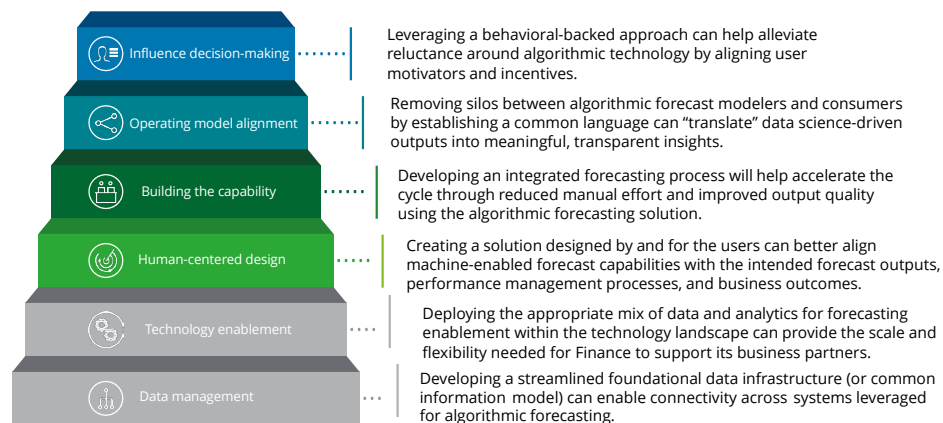 Influence decision-making
Leveraging a behavioral-backed approach can help alleviate
reluctance around algorithmic technology by aligning user
motivators and incentives.
Operating model alignment
Removing silos between algorithmic forecast modelers and consumers
by establishing a common language can “translate” data science-driven
outputs into meaningful, transparent insights.
Building the capability
Developing an integrated forecasting process will help accelerate the
cycle through reduced manual effort and improved output quality
using the algorithmic forecasting solution.
Human-centered design
Creating a solution designed by and for the users can better align
machine-enabled forecast capabilities with the intended forecast outputs,
performance management processes, and business outcomes.
Technology enablement
Deploying the appropriate mix of data and analytics for forecasting
enablement within the technology landscape can provide the scale and
flexibility needed for Finance to support its business partners.
Data management
Developing a streamlined foundational data infrastructure (or common
information model) can enable connectivity across systems leveraged
for algorithmic forecasting.